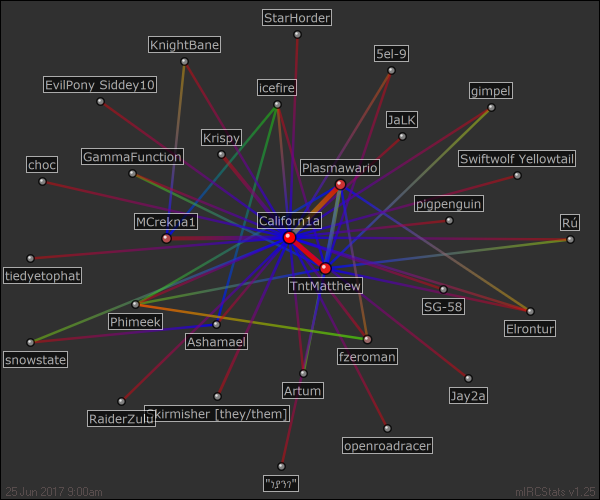 StarHorder
KnightBane
5el-9
EvilPony Siddey10
icefire
gimpel
JaLK
Krispy
choc
GammaFunction
Plasmawario
Swiftwolf Yellowtail
pigpenguin
MCrekna1
Californ1a
Rú
tiedyetophat
TntMatthew
SG-58
Phimeek
Elrontur
Ashamael
snowstate
fzeroman
Artum
Jay2a
RaiderZulu
Skirmisher [they/them]
openroadracer
25 Jun 2017 9:00am
mIRCStats v1.25